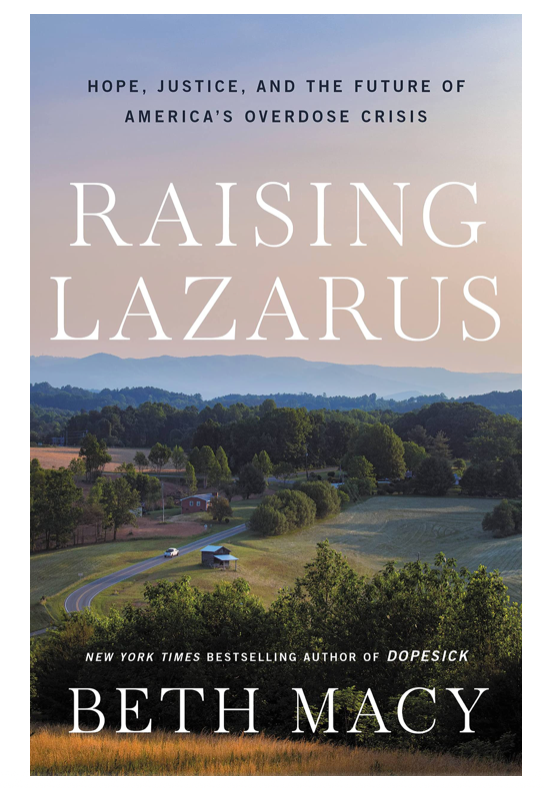 HOPE, JUSTICE, AND THE FUTURE OF
AMERICA'S OVERDOSE CRISIS
RAISING
LAZARUS
NEW YORK TIMES BESTSELLING AUTHOR OF DOPESICK
BETH MACY